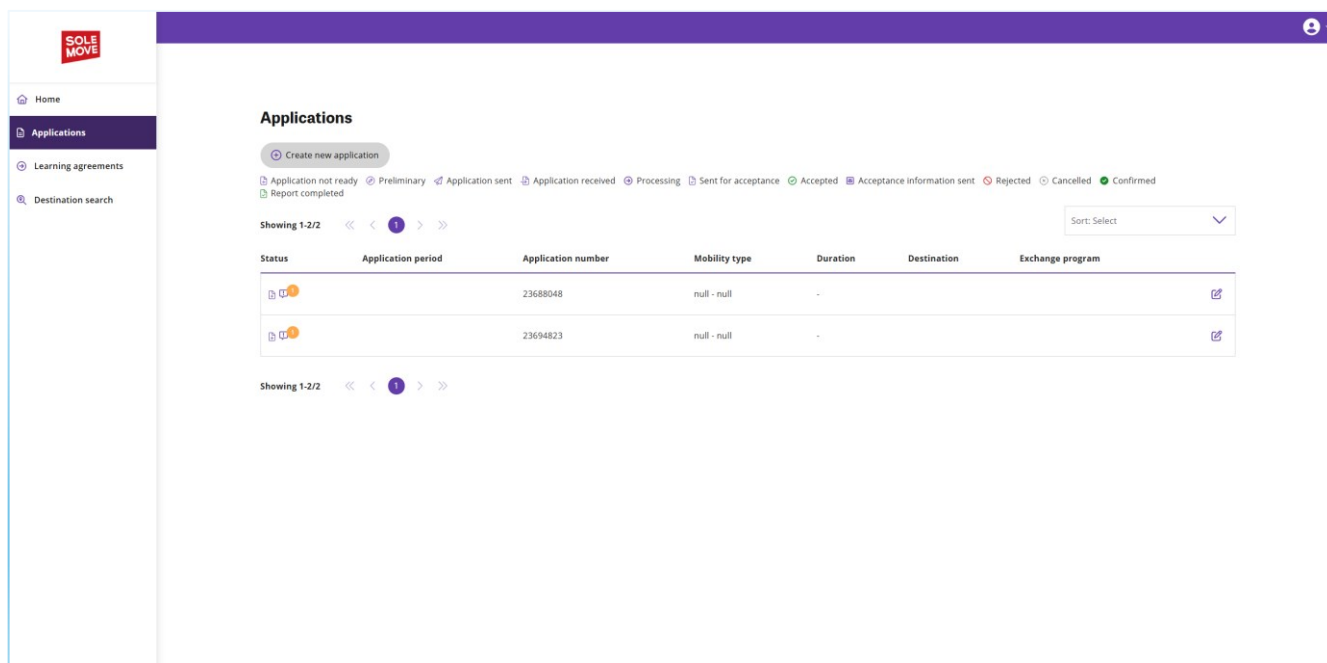 SOLE
MOVE
Home
Applications
Learning agreements
Destination search
Applications
Create new application
Application not ready Preliminary Application sent Application received Processing Sent for acceptance Accepted Acceptance information sent Rejected Cancelled Confirmed
Report completed
Showing 1-2/2 1
Sort: Select
Status Application period Application number Mobility type Duration Destination Exchange program
23688048 null - null -
23694823 null - null -
Showing 1-2/2 1